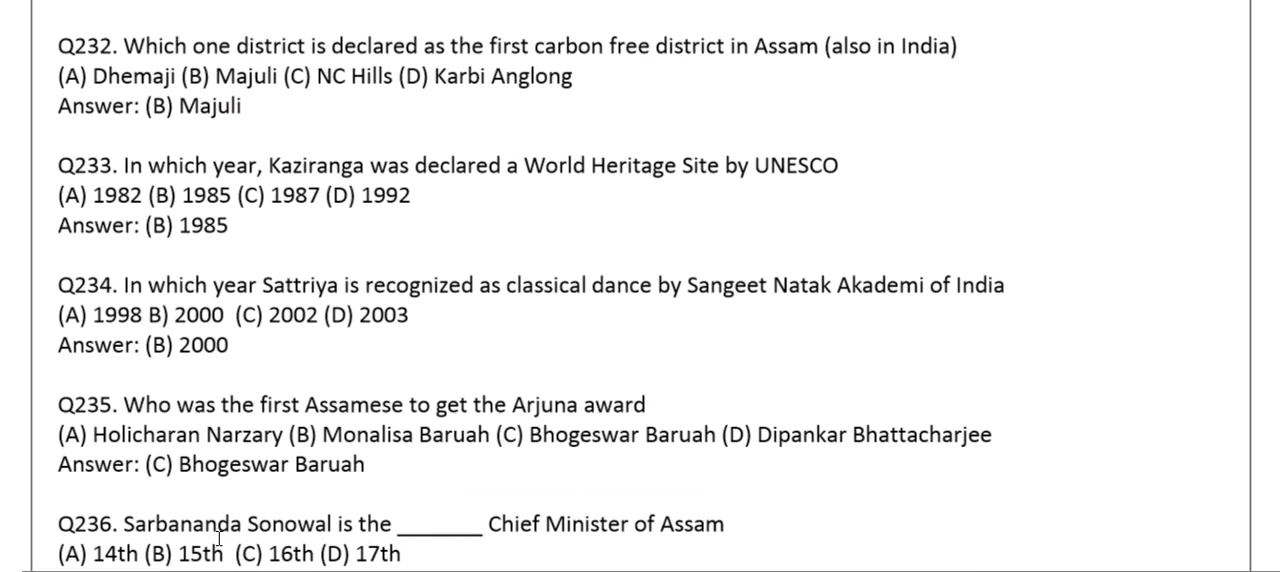 Q232. Which one district is declared as the first carbon free district in Assam (also in India)
(A) Dhemaji (B) Majuli (C) NC Hills (D) Karbi Anglong
Answer: (B) Majuli
Q233. In which year, Kaziranga was declared a World Heritage Site by UNESCO
(A) 1982 (B) 1985 (C) 1987 (D) 1992
Answer: (B) 1985
Q234. In which year Sattriya is recognized as classical dance by Sangeet Natak Akademi of India
(A) 1998 B) 2000  (C) 2002 (D) 2003
Answer: (B) 2000
Q235. Who was the first Assamese to get the Arjuna award
(A) Holicharan Narzary (B) Monalisa Baruah (C) Bhogeswar Baruah (D) Dipankar Bhattacharjee
Answer: (C) Bhogeswar Baruah
Q236. Sarbananda Sonowal is the _______ Chief Minister of Assam
(A) 14th (B) 15th  (C) 16th (D) 17th